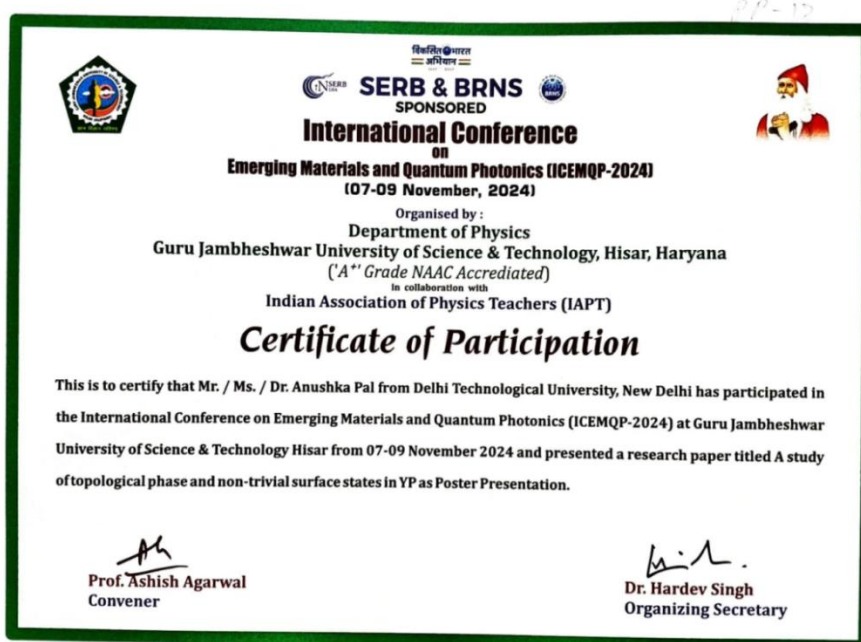 PP-17
विकसित भारत
अभियान
SERB
SERB & BRNS
BRNS
SPONSORED
International Conference
on
Emerging Materials and Quantum Photonics (ICEMQP-2024)
(07-09 November, 2024)
Organised by :
Department of Physics
Guru Jambheshwar University of Science & Technology, Hisar, Haryana
('A+' Grade NAAC Accrediated)
In collaboration with
Indian Association of Physics Teachers (IAPT)
Certificate of Participation
This is to certify that Mr. / Ms. / Dr. Anushka Pal from Delhi Technological University, New Delhi has participated in
the International Conference on Emerging Materials and Quantum Photonics (ICEMQP-2024) at Guru Jambheshwar
University of Science & Technology Hisar from 07-09 November 2024 and presented a research paper titled A study
of topological phase and non-trivial surface states in YP as Poster Presentation.
Prof. Ashish Agarwal
Convener
Dr. Hardev Singh
Organizing Secretary